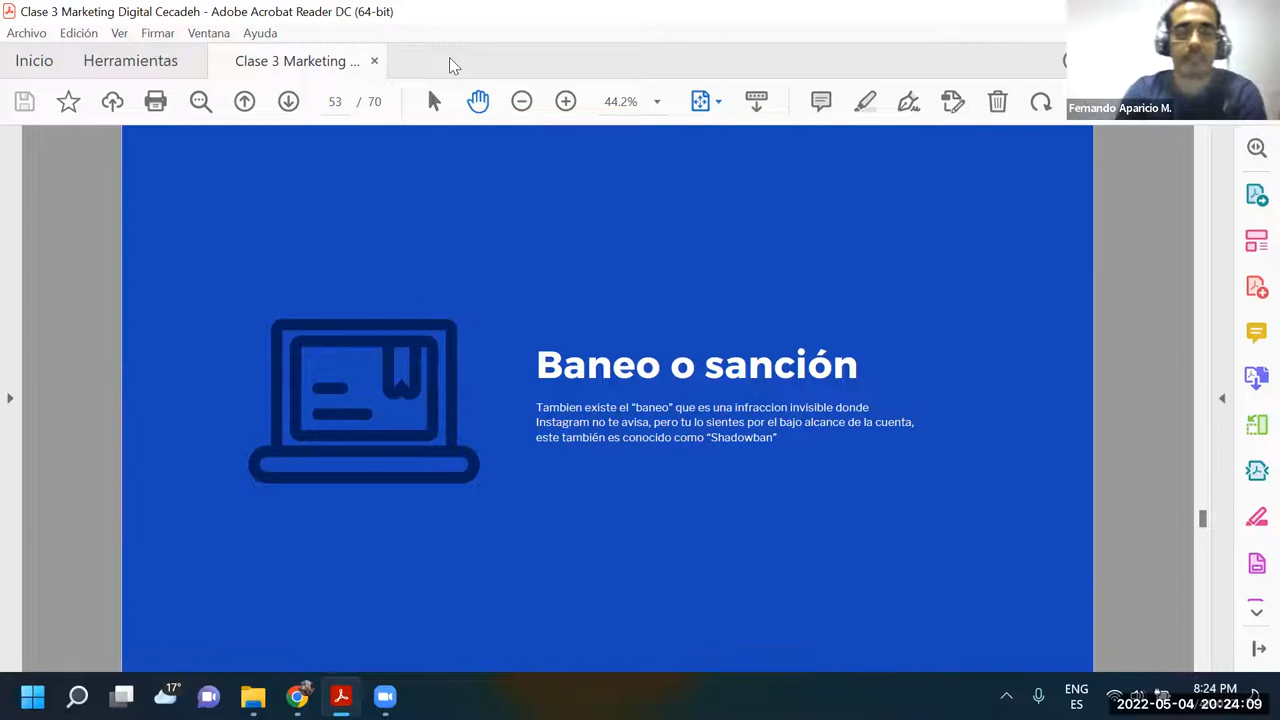 Clase 3 Marketing Digital Cecadeh - Adobe Acrobat Reader DC (64-bit)
Archivo Edición Ver Firmar Ventana Ayuda
Inicio Herramientas Clase 3 Marketing ... ×
53 / 70 44.2%
Fernando Aparicio M.
Baneo o sanción
Tambien existe el “baneo” que es una infraccion invisible donde
Instagram no te avisa, pero tu lo sientes por el bajo alcance de la cuenta,
este también es conocido como “Shadowban”
17°
ENG
ES
8:24 PM
2022-05-04 20:24:09